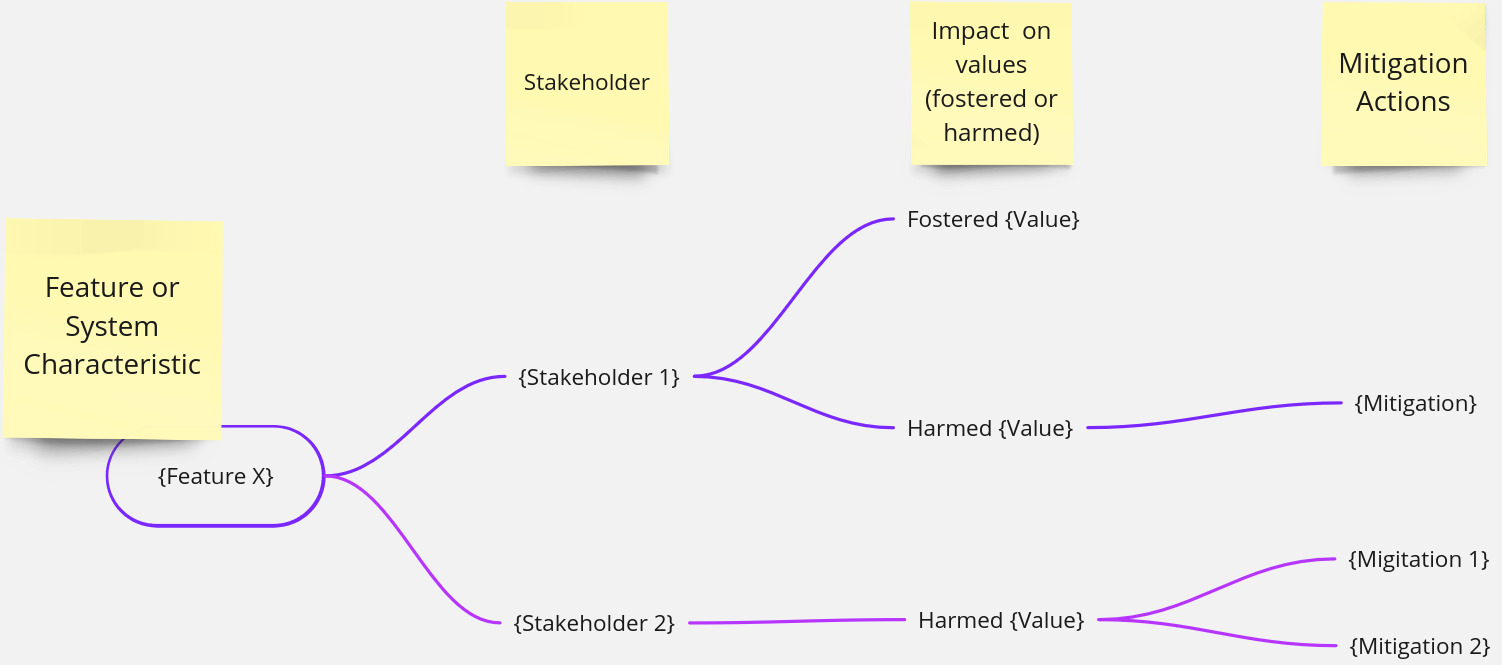 Stakeholder
Impact  on
values
(fostered or
harmed)
Mitigation
Actions
Feature or
System
Characteristic
{Feature X}
{Stakeholder 1}
Fostered {Value}
Harmed {Value}
{Mitigation}
{Stakeholder 2}
Harmed {Value}
{Migitation 1}
{Mitigation 2}